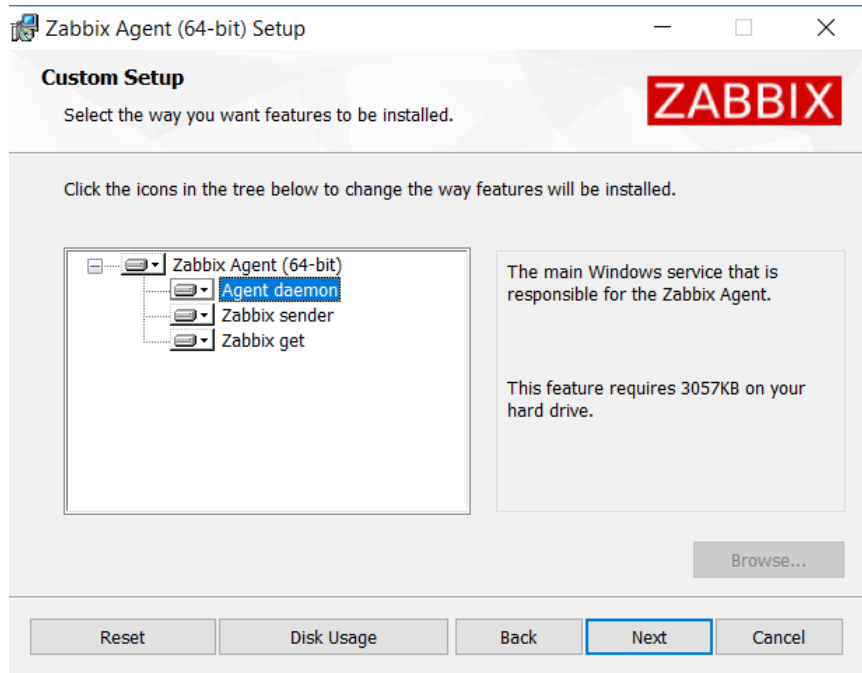 Zabbix Agent (64-bit) Setup
Custom Setup
Select the way you want features to be installed.
ZABBIX
Click the icons in the tree below to change the way features will be installed.
Zabbix Agent (64-bit)
Agent daemon
Zabbix sender
Zabbix get
The main Windows service that is
responsible for the Zabbix Agent.
This feature requires 3057KB on your
hard drive.
Browse...
Reset
Disk Usage
Back
Next
Cancel